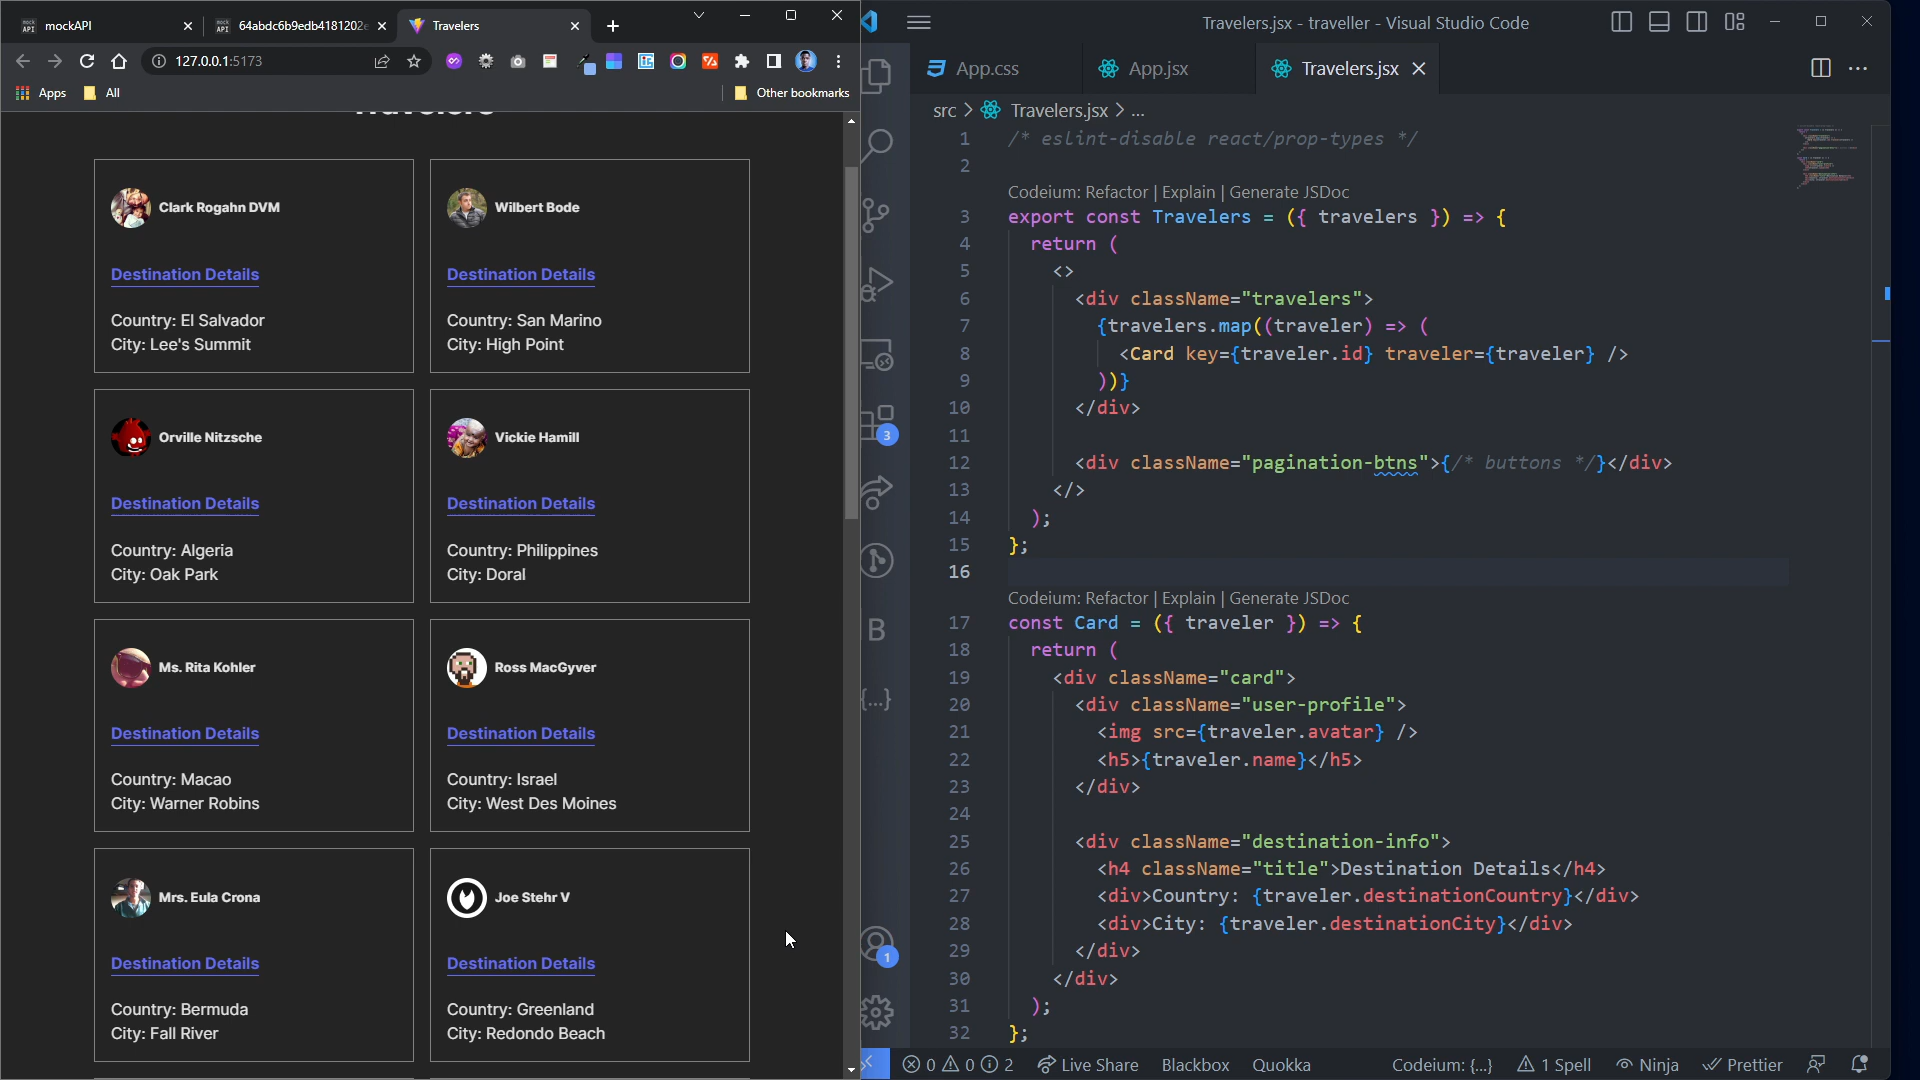 mockAPI
64abdc6b9edb4181202e
Travelers
127.0.0.1:5173
Apps
All
Other bookmarks
Travelers
Clark Rogahn DVM
Destination Details
Country: El Salvador
City: Lee's Summit
Wilbert Bode
Destination Details
Country: San Marino
City: High Point
Orville Nitzsche
Destination Details
Country: Algeria
City: Oak Park
Vickie Hamill
Destination Details
Country: Philippines
City: Doral
Ms. Rita Kohler
Destination Details
Country: Macao
City: Warner Robins
Ross MacGyver
Destination Details
Country: Israel
City: West Des Moines
Mrs. Eula Crona
Destination Details
Country: Bermuda
City: Fall River
Joe Stehr V
Destination Details
Country: Greenland
City: Redondo Beach
Travelers.jsx - traveller - Visual Studio Code
App.css
App.jsx
Travelers.jsx
src > Travelers.jsx > ...
3
B
{...}
1
1 /* eslint-disable react/prop-types */
2
Codeium: Refactor | Explain | Generate JSDoc
3 export const Travelers = ({ travelers }) => {
4 return (
5 <>
6 <div className="travelers">
7 {travelers.map((traveler) => (
8 <Card key={traveler.id} traveler={traveler} />
9 ))}
10 </div>
11
12 <div className="pagination-btns">{/* buttons */}</div>
13 </>
14 );
15 };
16
Codeium: Refactor | Explain | Generate JSDoc
17 const Card = ({ traveler }) => {
18 return (
19 <div className="card">
20 <div className="user-profile">
21 <img src={traveler.avatar} />
22 <h5>{traveler.name}</h5>
23 </div>
24
25 <div className="destination-info">
26 <h4 className="title">Destination Details</h4>
27 <div>Country: {traveler.destinationCountry}</div>
28 <div>City: {traveler.destinationCity}</div>
29 </div>
30 </div>
31 );
32 };
0 0 2 Live Share Blackbox Quokka Codeium: {...} 1 Spell Ninja Prettier